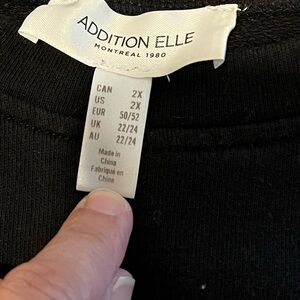 ADDITION ELLE
MONTRÉAL 1980
CAN 2X
US 2X
EUR 50/52
UK 22/24
AU 22/24
Made in
China
Fabriqué en
Chine